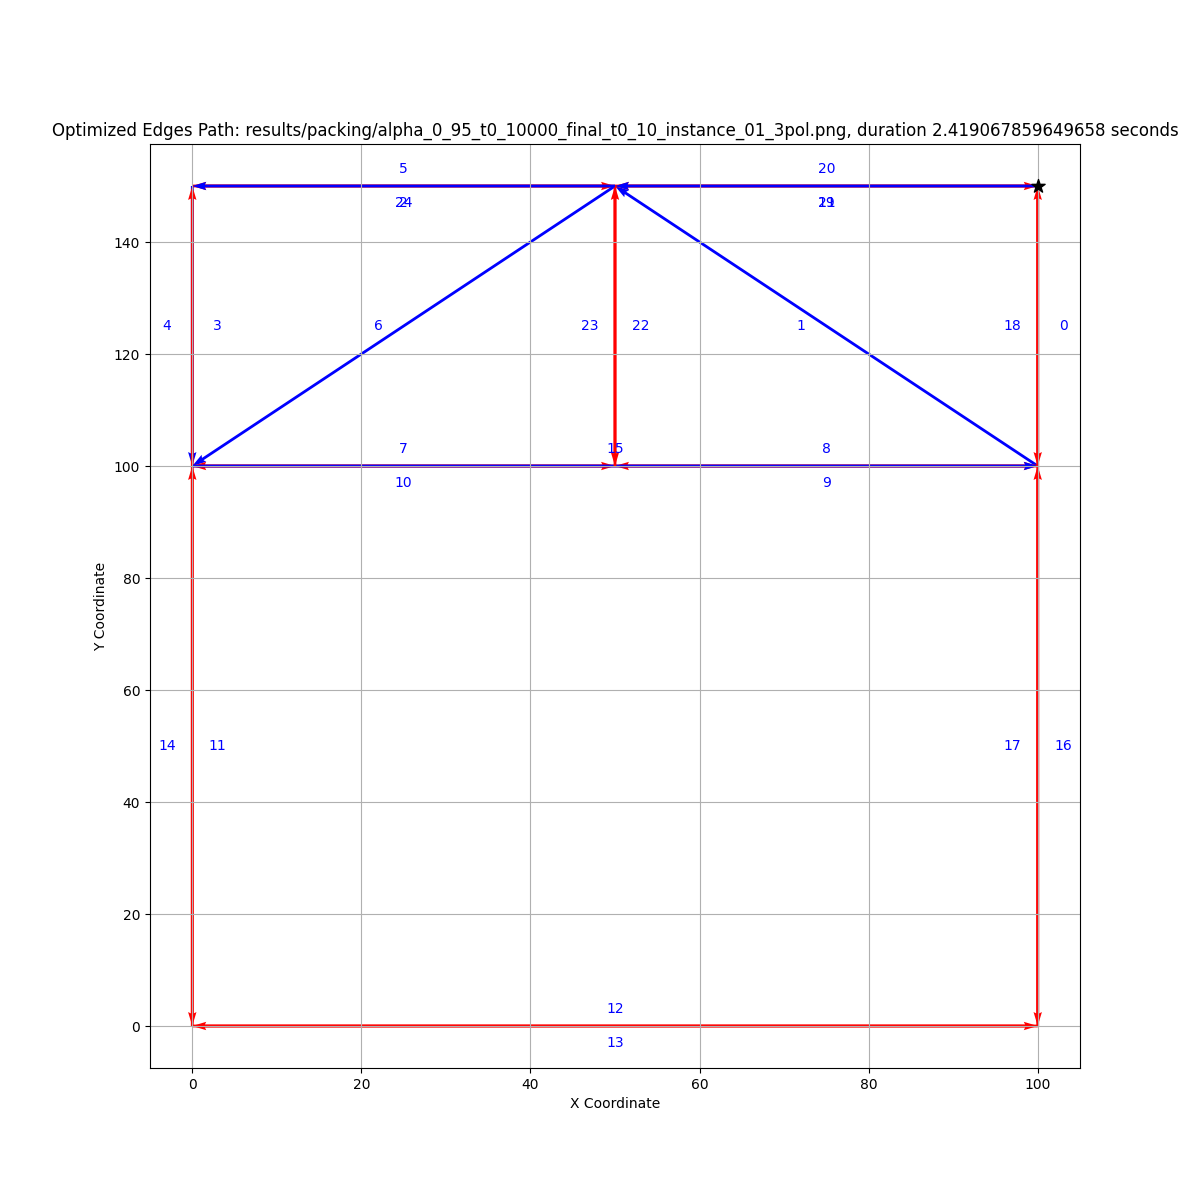 Optimized Edges Path: results/packing/alpha_0_95_t0_10000_final_t0_10_instance_01_3pol.png, duration 2.419067859649658 seconds
5 20
140
4 3 6 23 22 1 18 0
120
7 15 8
100
10 9
80
Y Coordinate
60
14 11 17 16
40
20
12
0
13
0 20 40 60 80 100
X Coordinate